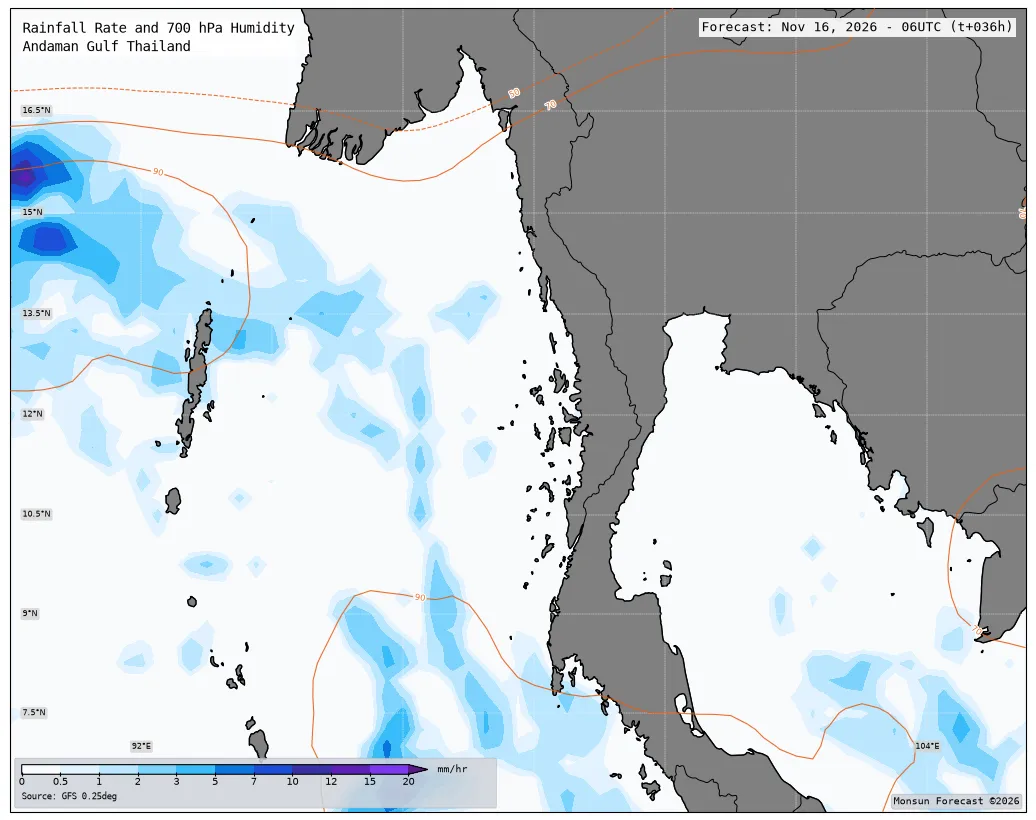 Rainfall Rate and 700 hPa Humidity
Andaman Gulf Thailand
Forecast: Nov 16, 2026 - 06UTC (t+036h)
50
70
16.5°N
90
15°N
13.5°N
12°N
10.5°N
90
9°N
70
7.5°N
92°E
104°E
mm/hr
0 0.5 1 2 3 5 7 10 12 15 20
Source: GFS 0.25deg
Monsun Forecast ©2026